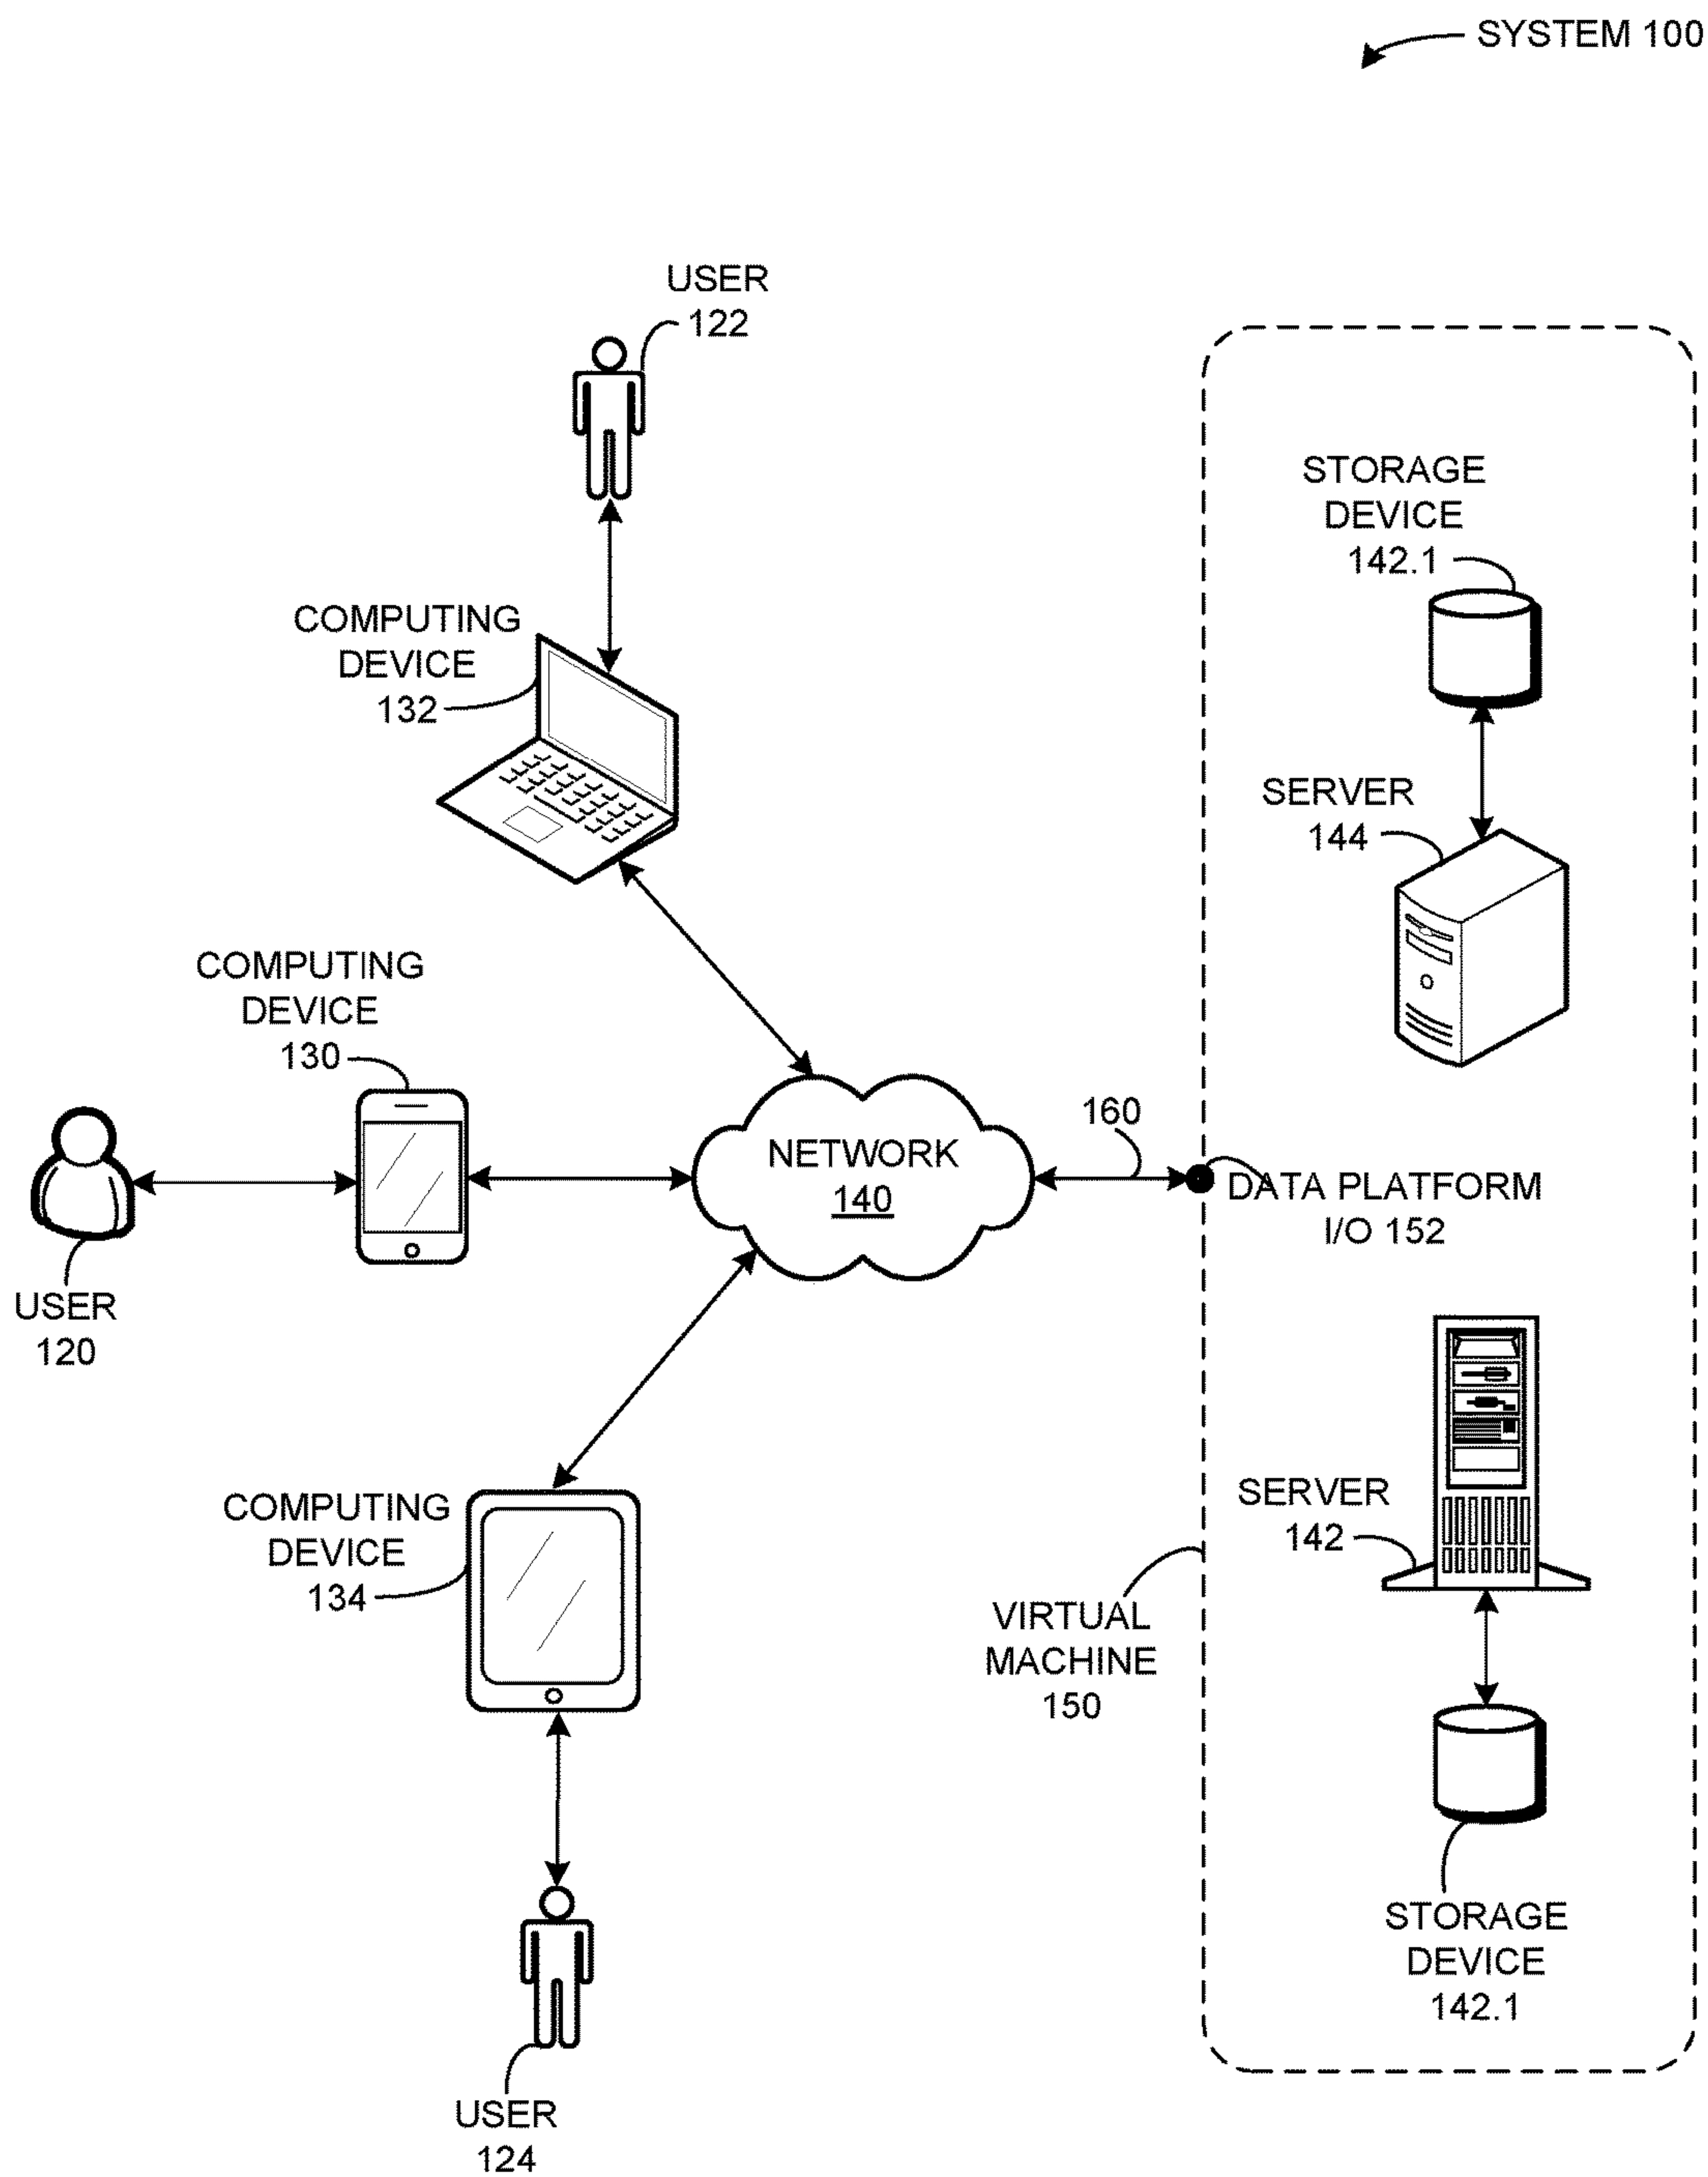 SYSTEM 100
USER
122
STORAGE
DEVICE
142.1
COMPUTING
DEVICE
132
SERVER
144
COMPUTING
DEVICE
130
160
NETWORK
140
DATA PLATFORM
I/O 152
USER
120
SERVER
142
COMPUTING
DEVICE
134
VIRTUAL
MACHINE
150
STORAGE
DEVICE
142.1
USER
124